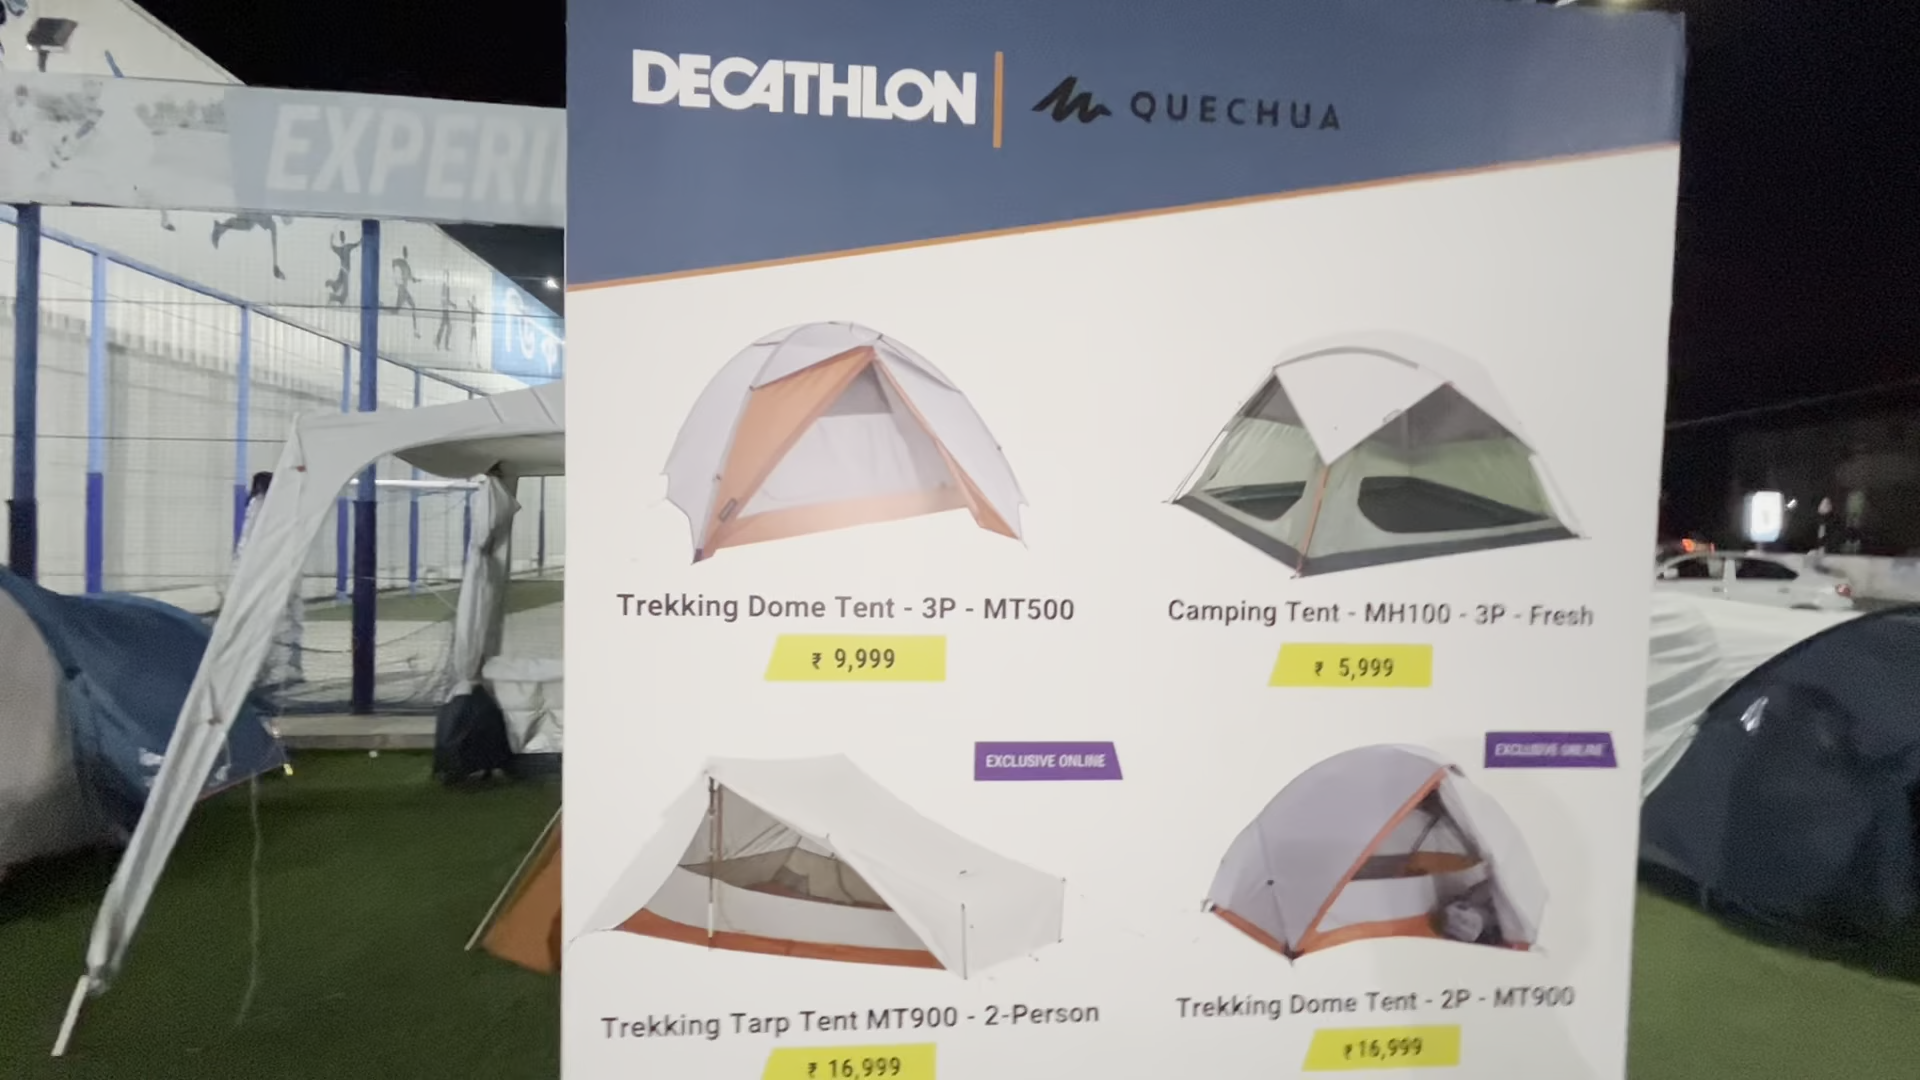 DECATHLON | QUECHUA
EXPERI
Trekking Dome Tent - 3P - MT500
₹ 9,999
Camping Tent - MH100 - 3P - Fresh
₹ 5,999
EXCLUSIVE ONLINE
Trekking Tarp Tent MT900 - 2-Person
₹ 16,999
EXCLUSIVE ONLINE
Trekking Dome Tent - 2P - MT900
₹ 16,999